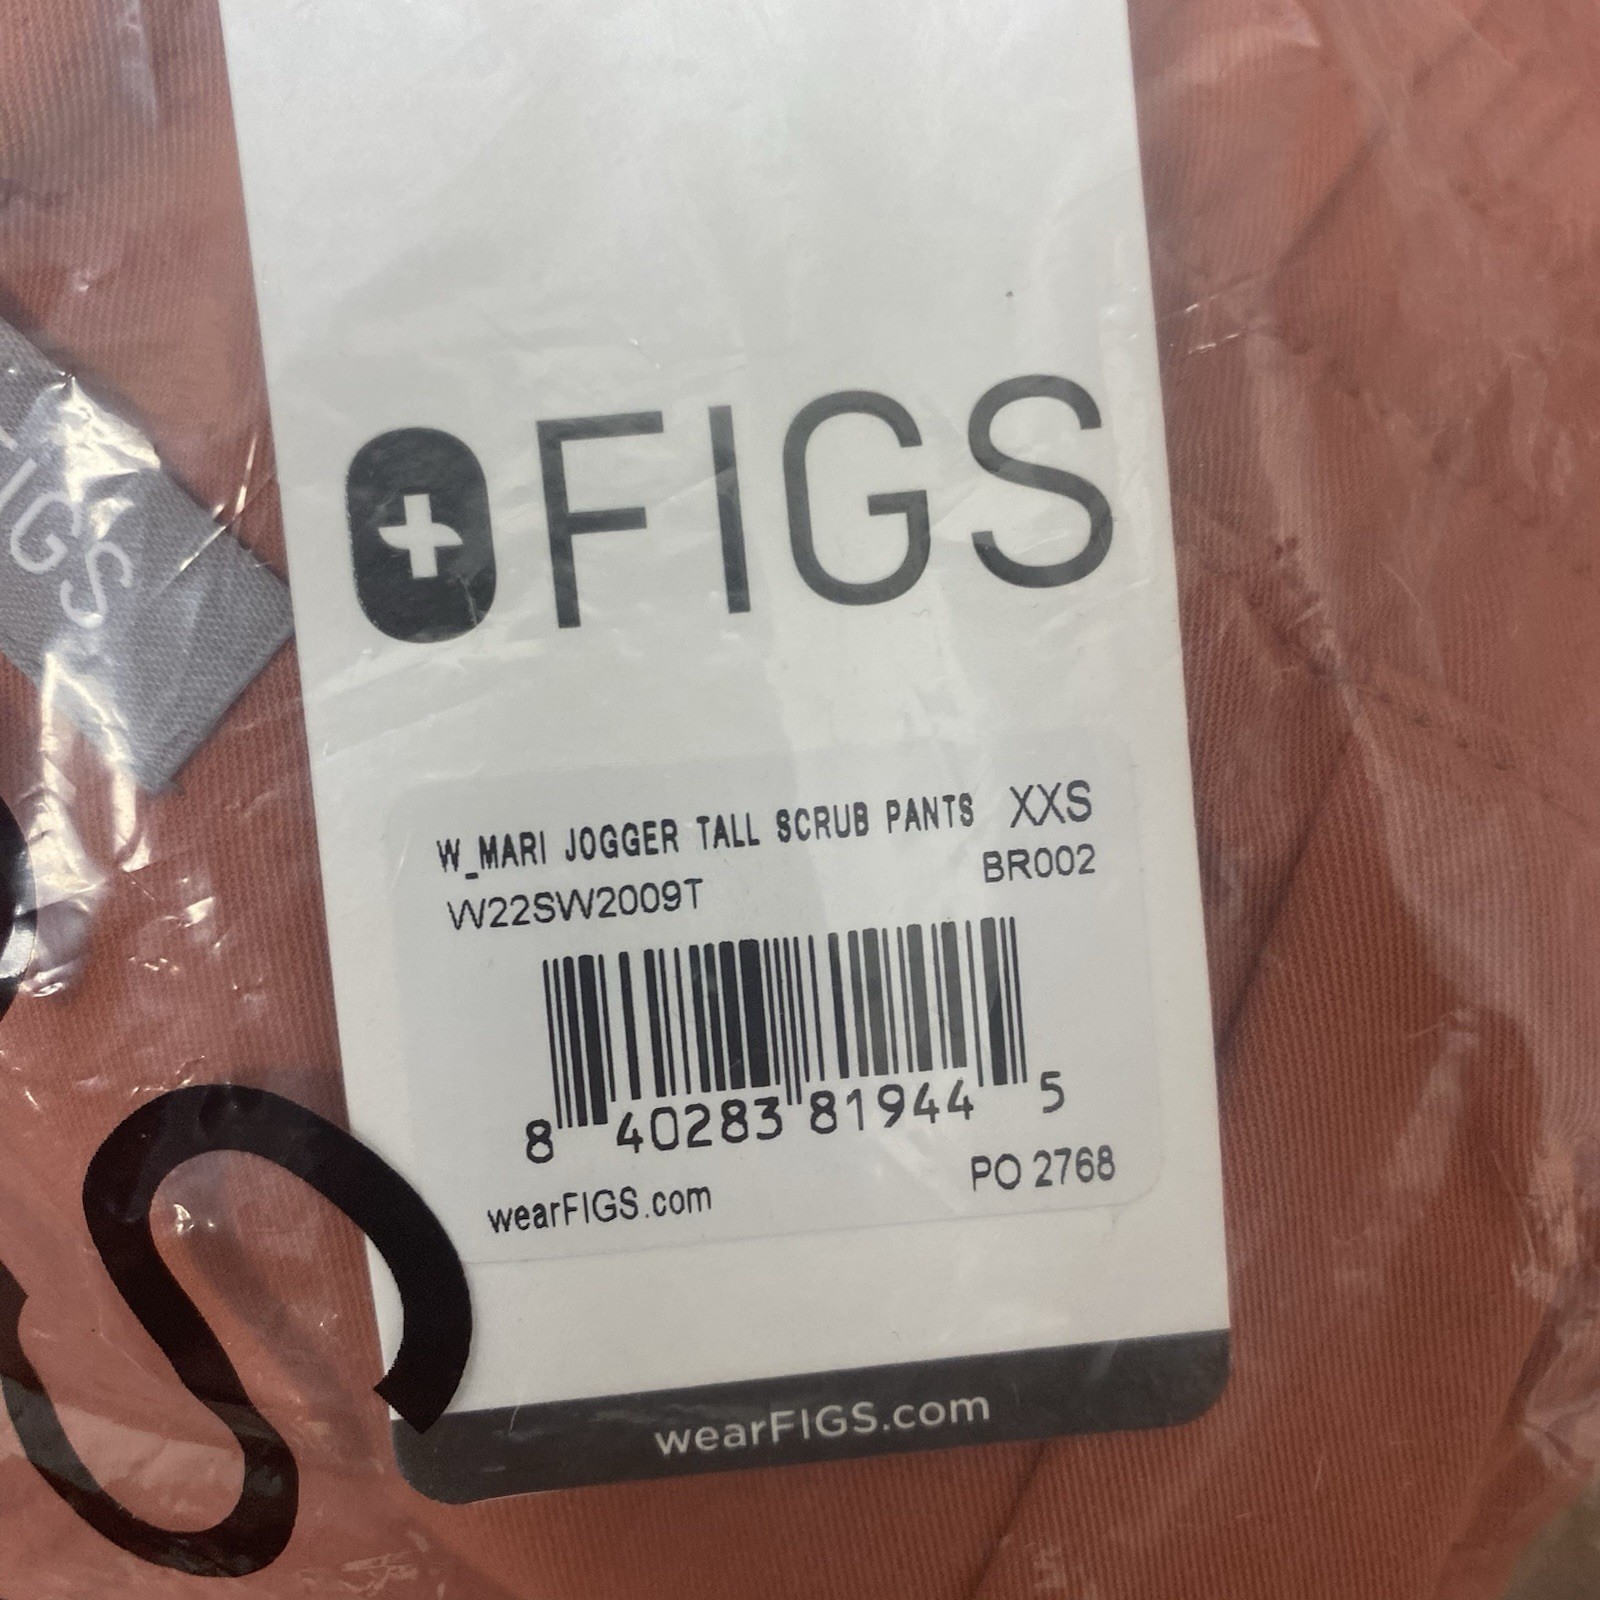 FIGS
FIGS
W_MARI JOGGER TALL SCRUB PANTS XXS
W22SW2009T BR002
8 40283 81944 5
wearFIGS.com PO 2768
wearFIGS.com
S